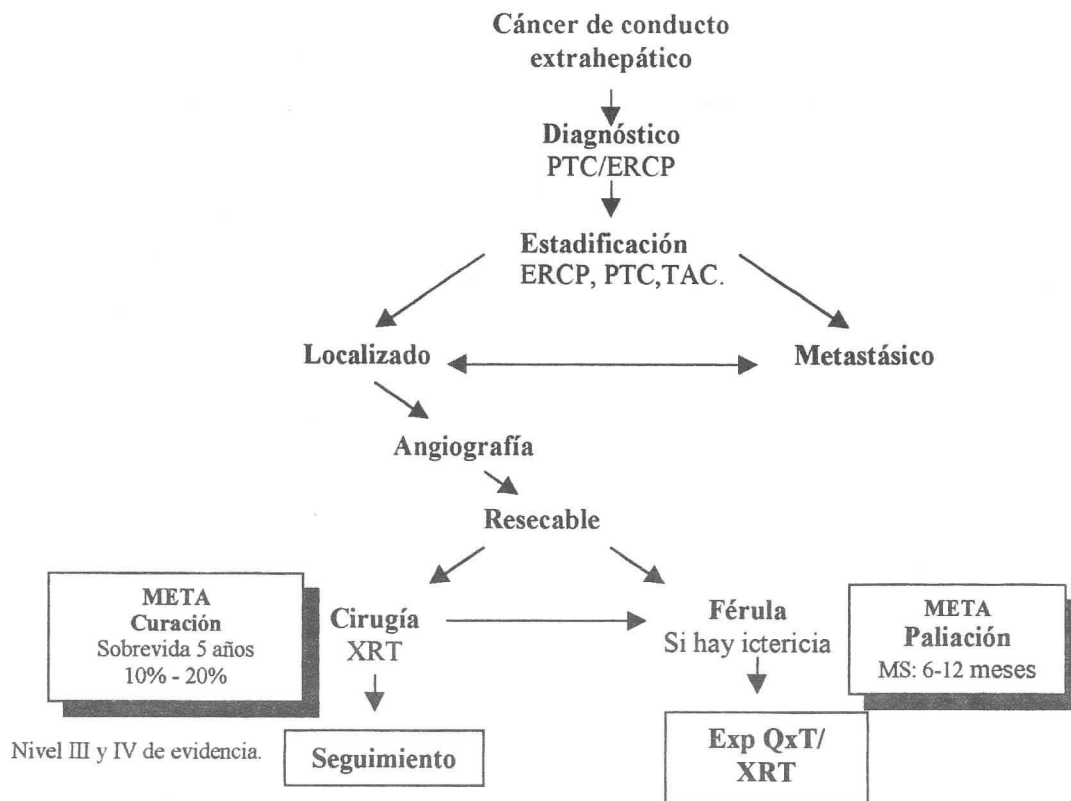 Cáncer de conducto
extrahepático
Diagnóstico
PTC/ERCP
Estadificación
ERCP, PTC,TAC.
Localizado
Metastásico
Angiografía
Resecable
META
Curación
Sobrevida 5 años
10% - 20%
Cirugía
XRT
Férula
Si hay ictericia
META
Paliación
MS: 6-12 meses
Nivel III y IV de evidencia.
Seguimiento
Exp QxT/
XRT